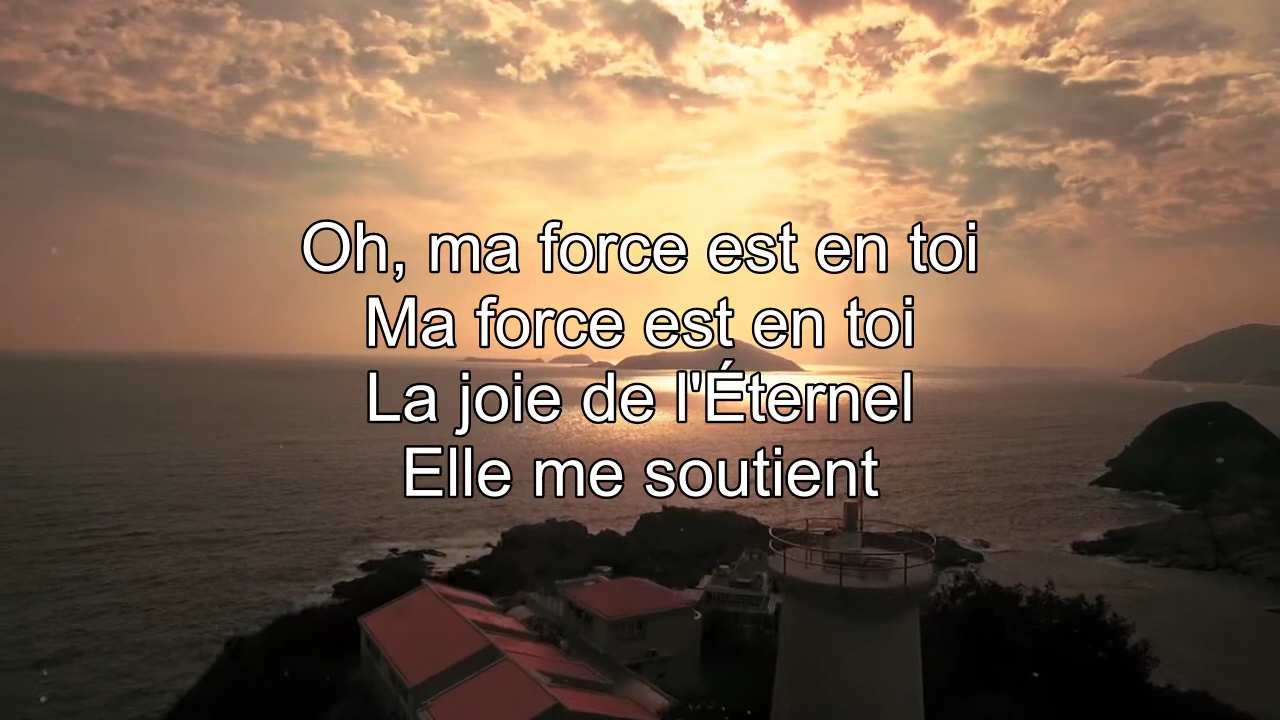 Oh, ma force est en toi
Ma force est en toi
La joie de l'Éternel
Elle me soutient